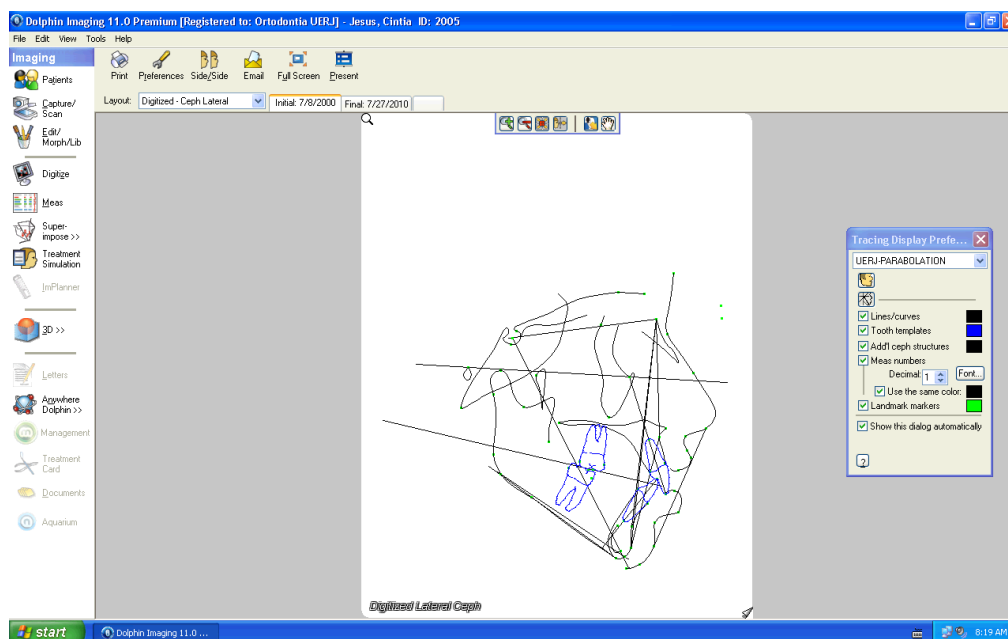 Dolphin Imaging 11.0 Premium [Registered to: Ortodontia UERJ] - Jesus, Cintia ID: 2005
File Edit View Tools Help
Imaging
Patients
Capture/
Scan
Edit/
Morph/Lib
Digitize
Meas
Super-
impose >>
Treatment
Simulation
ImPlanner
3D >>
Letters
Anywhere
Dolphin >>
Management
Treatment
Card
Documents
Aquarium
Print Preferences Side/Side Email Full Screen Present
Layout: Digitized - Ceph Lateral Initial: 7/8/2000 Final: 7/27/2010
Digitized Lateral Ceph
Tracing Display Prefe...
UERJ-PARABOLATION
Lines/curves
Tooth templates
Add'l ceph structures
Meas numbers
Decimal: 1 Font...
Use the same color:
Landmark markers
Show this dialog automatically
?
start Dolphin Imaging 11.0 ... 8:19 AM